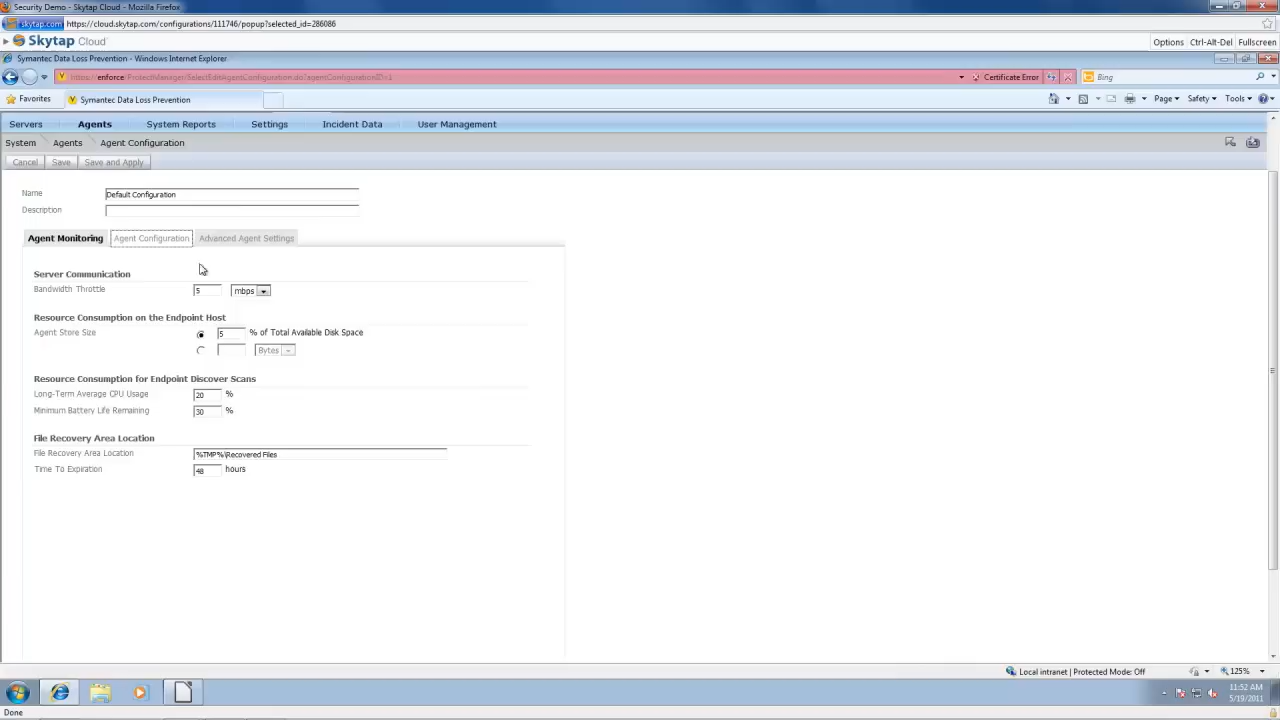 Security Demo - Skytap Cloud - Mozilla Firefox
skytap.com https://cloud.skytap.com/configurations/111746/popup?selected_id=286086
Skytap Cloud
Options Ctrl-Alt-Del Fullscreen
Symantec Data Loss Prevention - Windows Internet Explorer
https://enforce/ProtectManager/SelectEditAgentConfiguration.do?agentConfigurationID=1 Certificate Error Bing
Favorites Symantec Data Loss Prevention Page Safety Tools
Servers Agents System Reports Settings Incident Data User Management
System Agents Agent Configuration
Cancel Save Save and Apply
Name Default Configuration
Description
Agent Monitoring Agent Configuration Advanced Agent Settings
Server Communication
Bandwidth Throttle 5 mbps
Resource Consumption on the Endpoint Host
Agent Store Size 5 % of Total Available Disk Space
Bytes
Resource Consumption for Endpoint Discover Scans
Long-Term Average CPU Usage 20 %
Minimum Battery Life Remaining 30 %
File Recovery Area Location
File Recovery Area Location %TMP%\Recovered Files
Time To Expiration 48 hours
Local intranet | Protected Mode: Off 125%
11:52 AM
5/19/2011
Done